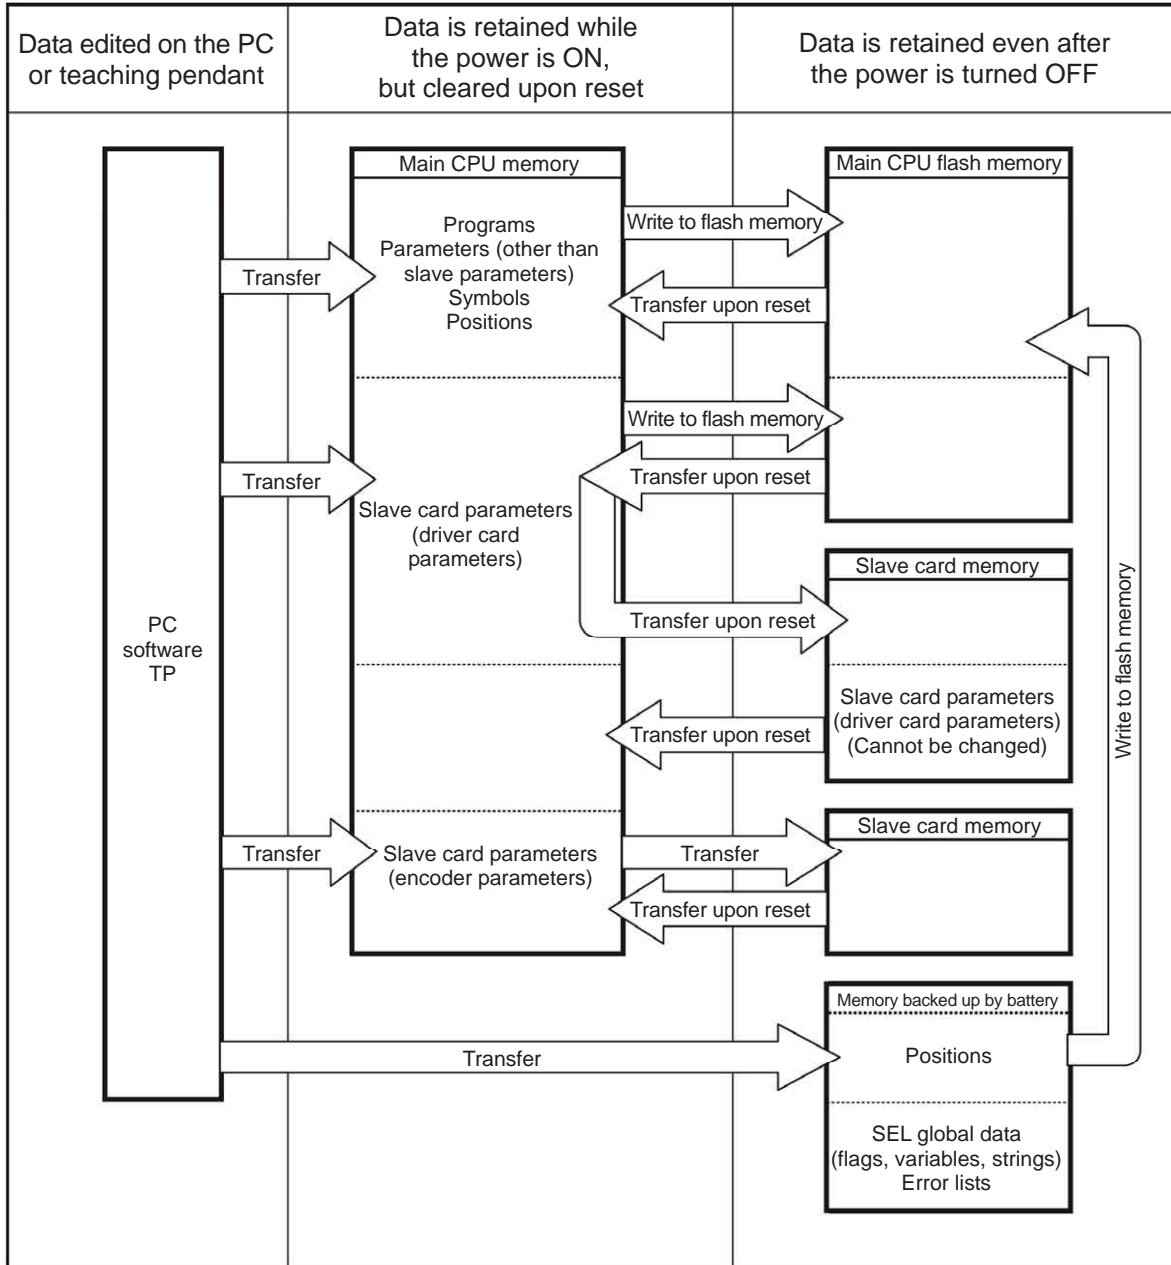 Data edited on the PC
or teaching pendant
Data is retained while
the power is ON,
but cleared upon reset
Data is retained even after
the power is turned OFF
Main CPU memory
Main CPU flash memory
Programs
Parameters (other than
slave parameters)
Symbols
Positions
Transfer
Write to flash memory
Transfer upon reset
Write to flash memory
Transfer upon reset
Transfer
Slave card parameters
(driver card
parameters)
Slave card memory
Transfer upon reset
PC
software
TP
Slave card parameters
(driver card parameters)
(Cannot be changed)
Transfer upon reset
Write to flash memory
Slave card memory
Transfer
Slave card parameters
(encoder parameters)
Transfer
Transfer upon reset
Memory backed up by battery
Transfer
Positions
SEL global data
(flags, variables, strings)
Error lists